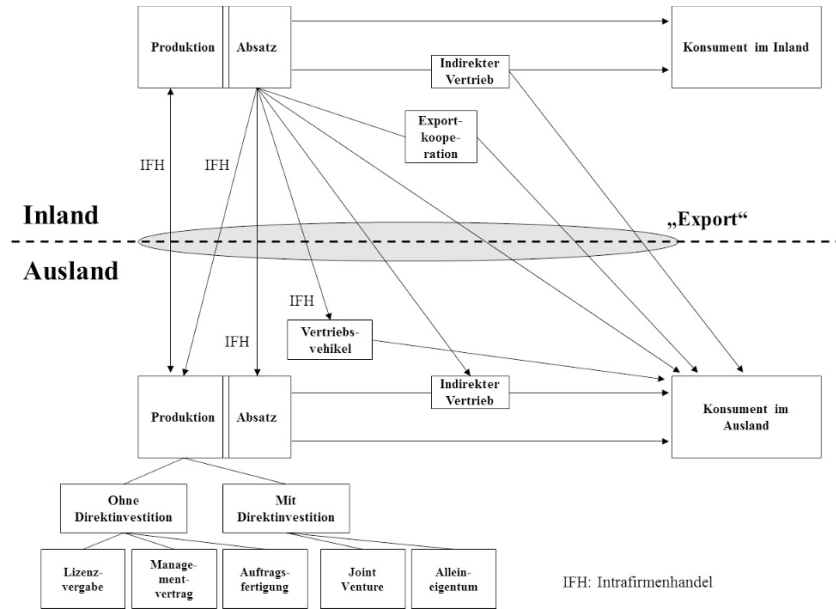 Produktion
Absatz
Konsument im Inland
Indirekter
Vertrieb
Export-
koope-
ration
IFH
IFH
Inland
„Export“
Ausland
IFH
IFH
Vertriebs-
vehikel
Produktion
Absatz
Indirekter
Vertrieb
Konsument im
Ausland
Ohne
Direktinvestition
Mit
Direktinvestition
Lizenz-
vergabe
Manage-
ment-
vertrag
Auftrags-
fertigung
Joint
Venture
Allein-
eigentum
IFH: Intrafirmenhandel